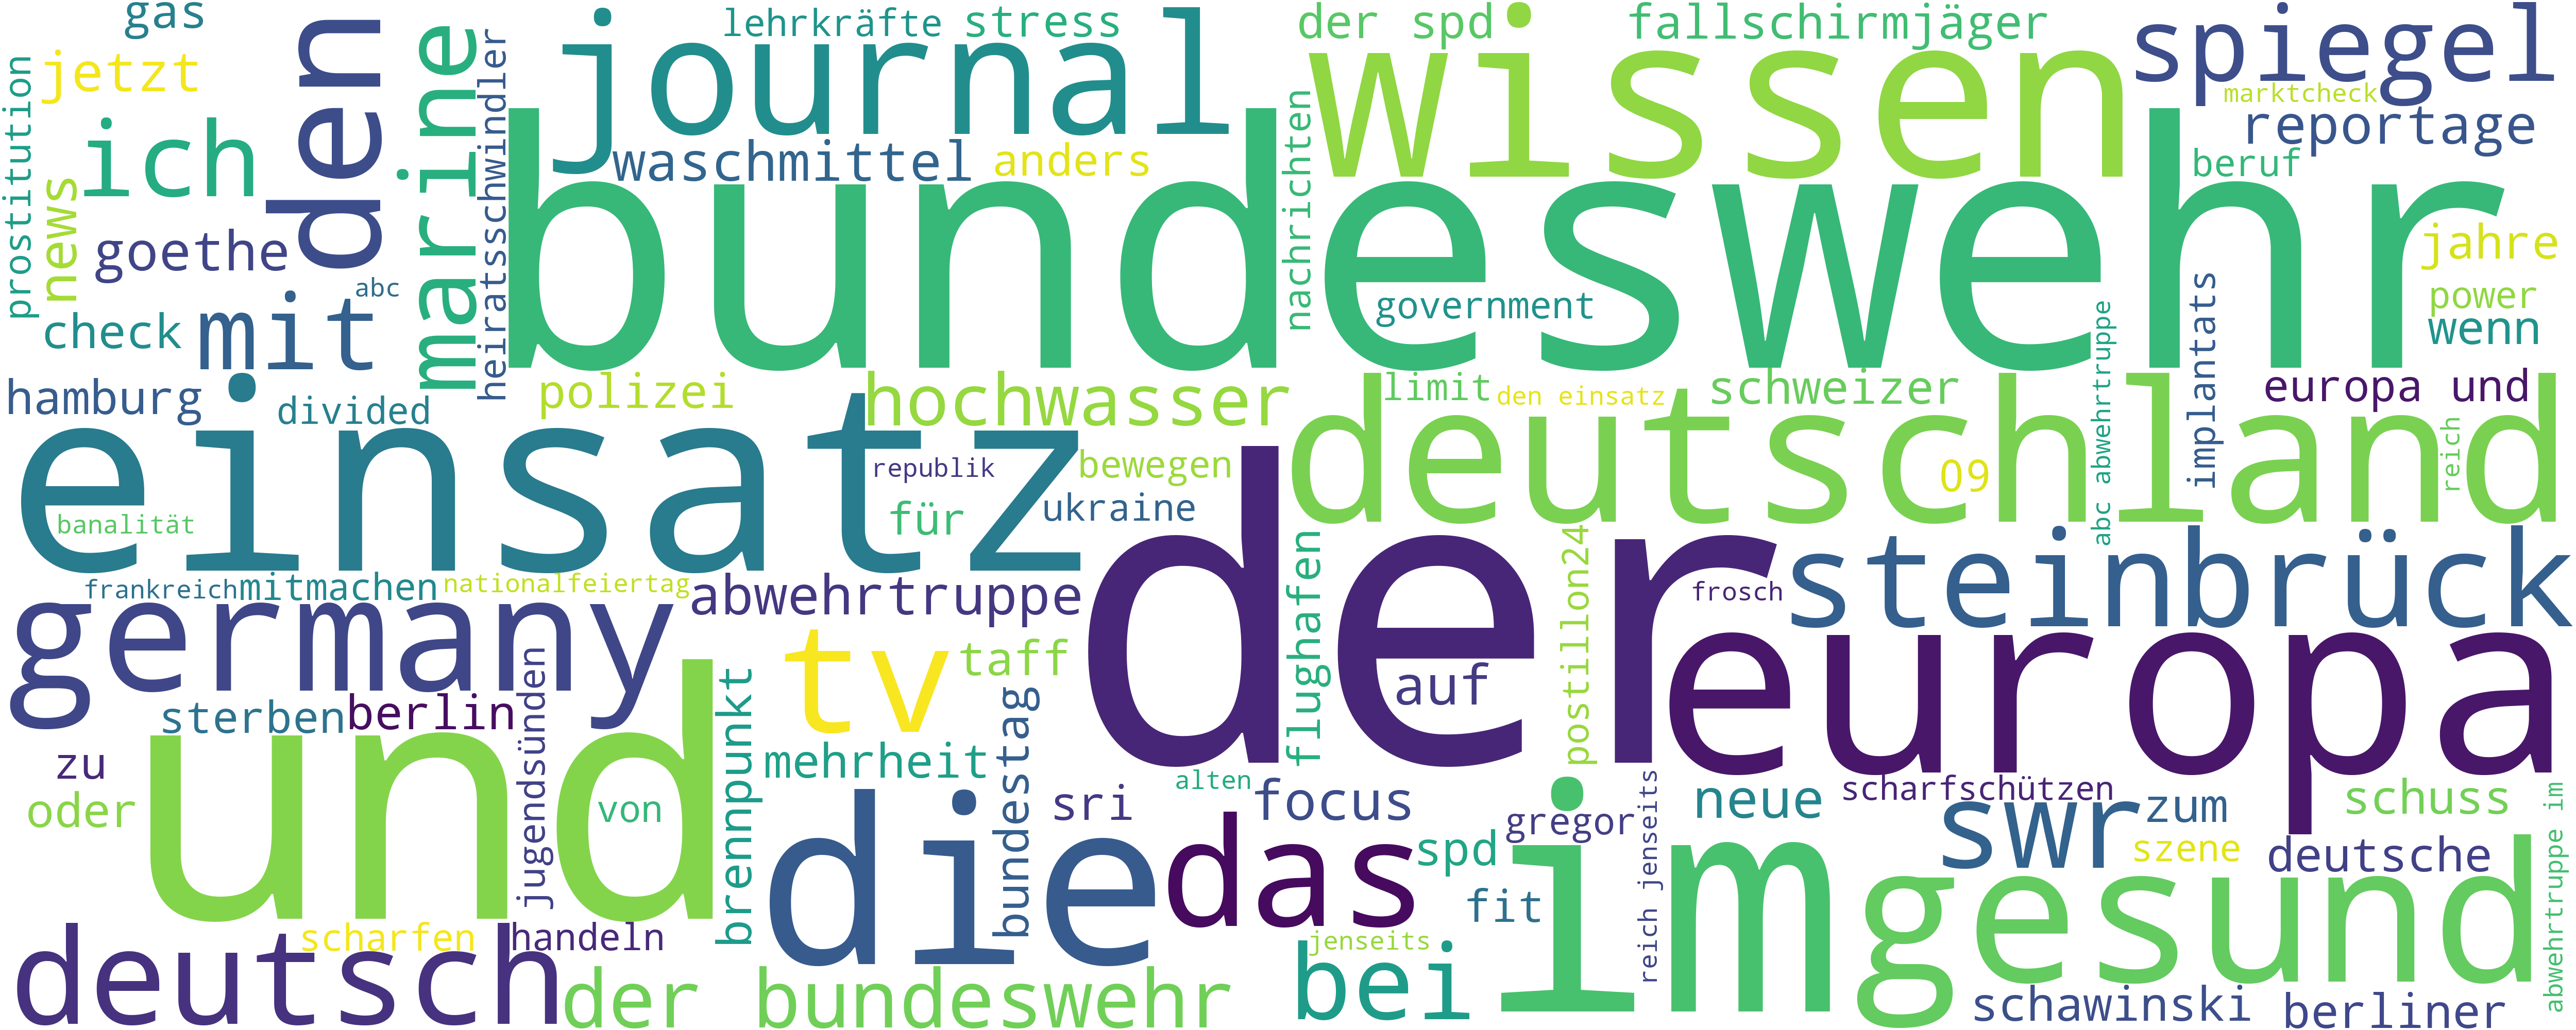 gas
lehrkräfte
stress
der spd
fallschirmjäger
spiegel
jetzt
den
marine
journal
wissen
marktcheck
reportage
prostitution
ich
heiratsschwindler
waschmittel
anders
nachrichten
beruf
news
goethe
abc
bundeswehr
jahre
check
mit
government
abc abwehrtruppe
implantats
power
wenn
hamburg
divided
polizei
hochwasser
limit
den einsatz
schweizer
europa und
einsatz
republik
bewegen
deutschland
09
reich
banalität
für
ukraine
frankreich
mitmachen
nationalfeiertag
abwehrtruppe
der
flughafen
postillon24
frosch
steinbrück
germany
tv
taff
auf
europa
sterben
berlin
jugendsünden
brennpunkt
mehrheit
bundestag
zu
oder
und
von
die
sri
alten
focus
das
spd
gregor
reich jenseits
neue
scharfschützen
swr
zum
szene
schuss
deutsche
abwehrtruppe im
fit
im
gesund
deutsch
scharfen
handeln
der bundeswehr
jenseits
bei
schawinski
berliner